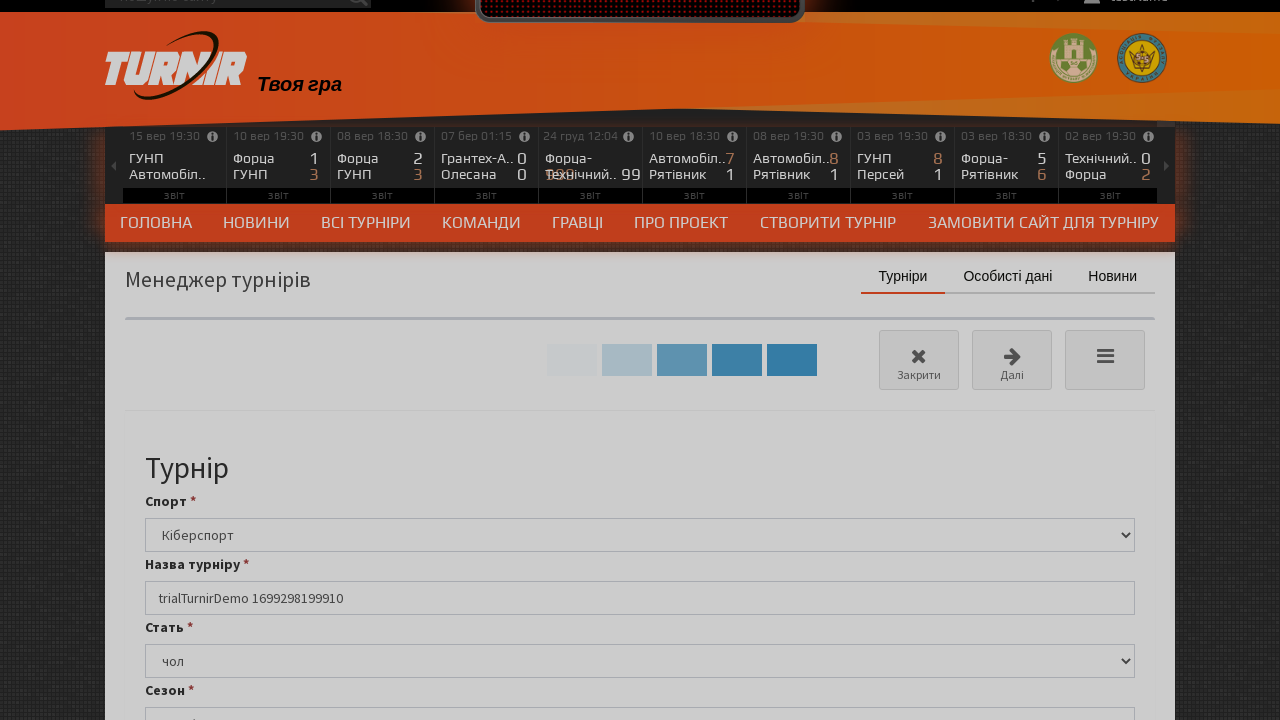 TURNIR Твоя гра
15 вер 19:30 10 вер 19:30 08 вер 18:30 07 бер 01:15 24 груд 12:04 10 вер 18:30 08 вер 19:30 03 вер 19:30 03 вер 18:30 02 вер 19:30
ГУНП Форца 1 Форца 2 Грантех-А.. 0 Форца- Автомобіл.. 7 Автомобіл.. 8 ГУНП 8 Форца- 5 Технічний.. 0
Автомобіл.. ГУНП 3 ГУНП 3 Олесана 0 Технічний.. 99 Рятівник 1 Рятівник 1 Персей 1 Рятівник 6 Форца 2
звіт звіт звіт звіт звіт звіт звіт звіт звіт звіт
ГОЛОВНА НОВИНИ ВСІ ТУРНІРИ КОМАНДИ ГРАВЦІ ПРО ПРОЕКТ СТВОРИТИ ТУРНІР ЗАМОВИТИ САЙТ ДЛЯ ТУРНІРУ
Менеджер турнірів Турніри Особисті дані Новини
Закрити Далі
Турнір
Спорт *
Кіберспорт
Назва турніру *
trialTurnirDemo 1699298199910
Стать *
чол
Сезон *